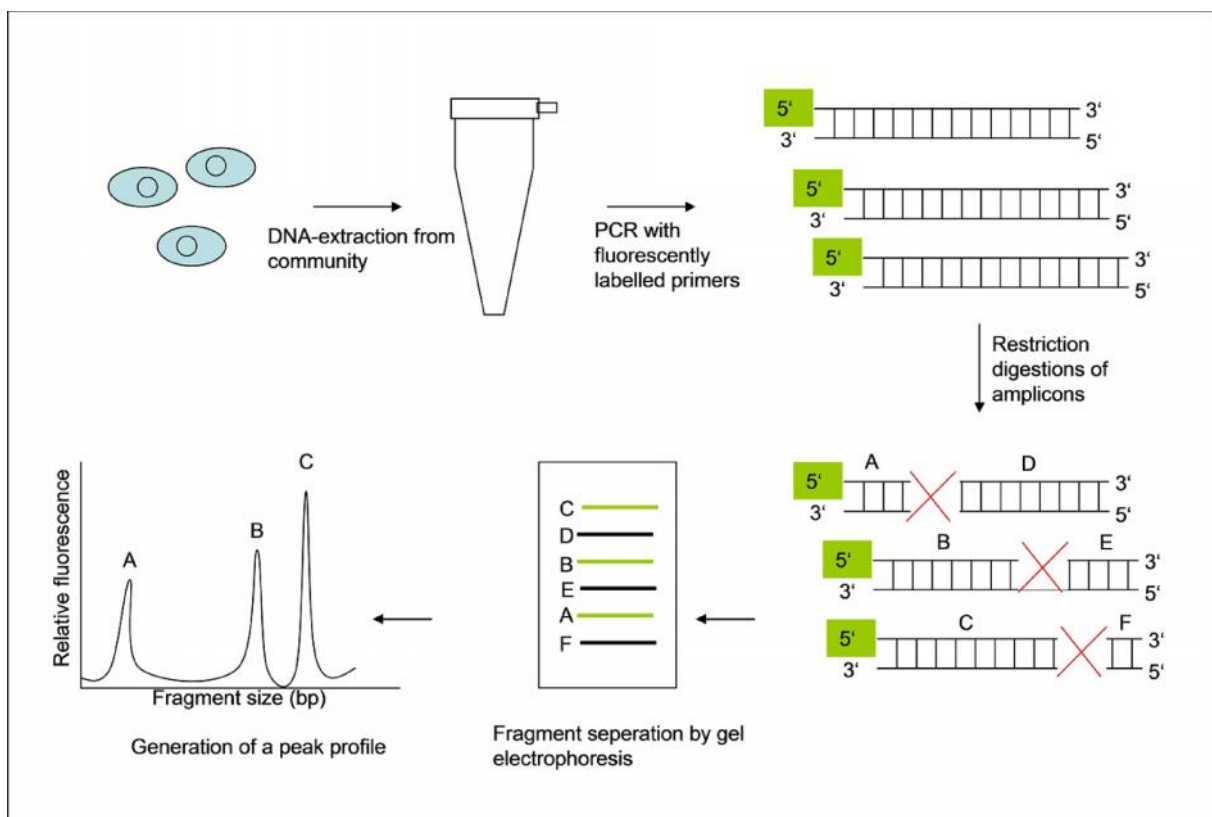 DNA-extraction from
community
PCR with
fluorescently
labelled primers
5‘
3‘
3‘
5‘
5‘
3‘
3‘
5‘
5‘
3‘
3‘
5‘
Restriction
digestions of
amplicons
A
D
5‘
3‘
3‘
5‘
B
E
5‘
3‘
3‘
5‘
C
F
5‘
3‘
3‘
5‘
C
D
B
E
A
F
Fragment seperation by gel
electrophoresis
Relative fluorescence
A
B
C
Fragment size (bp)
Generation of a peak profile